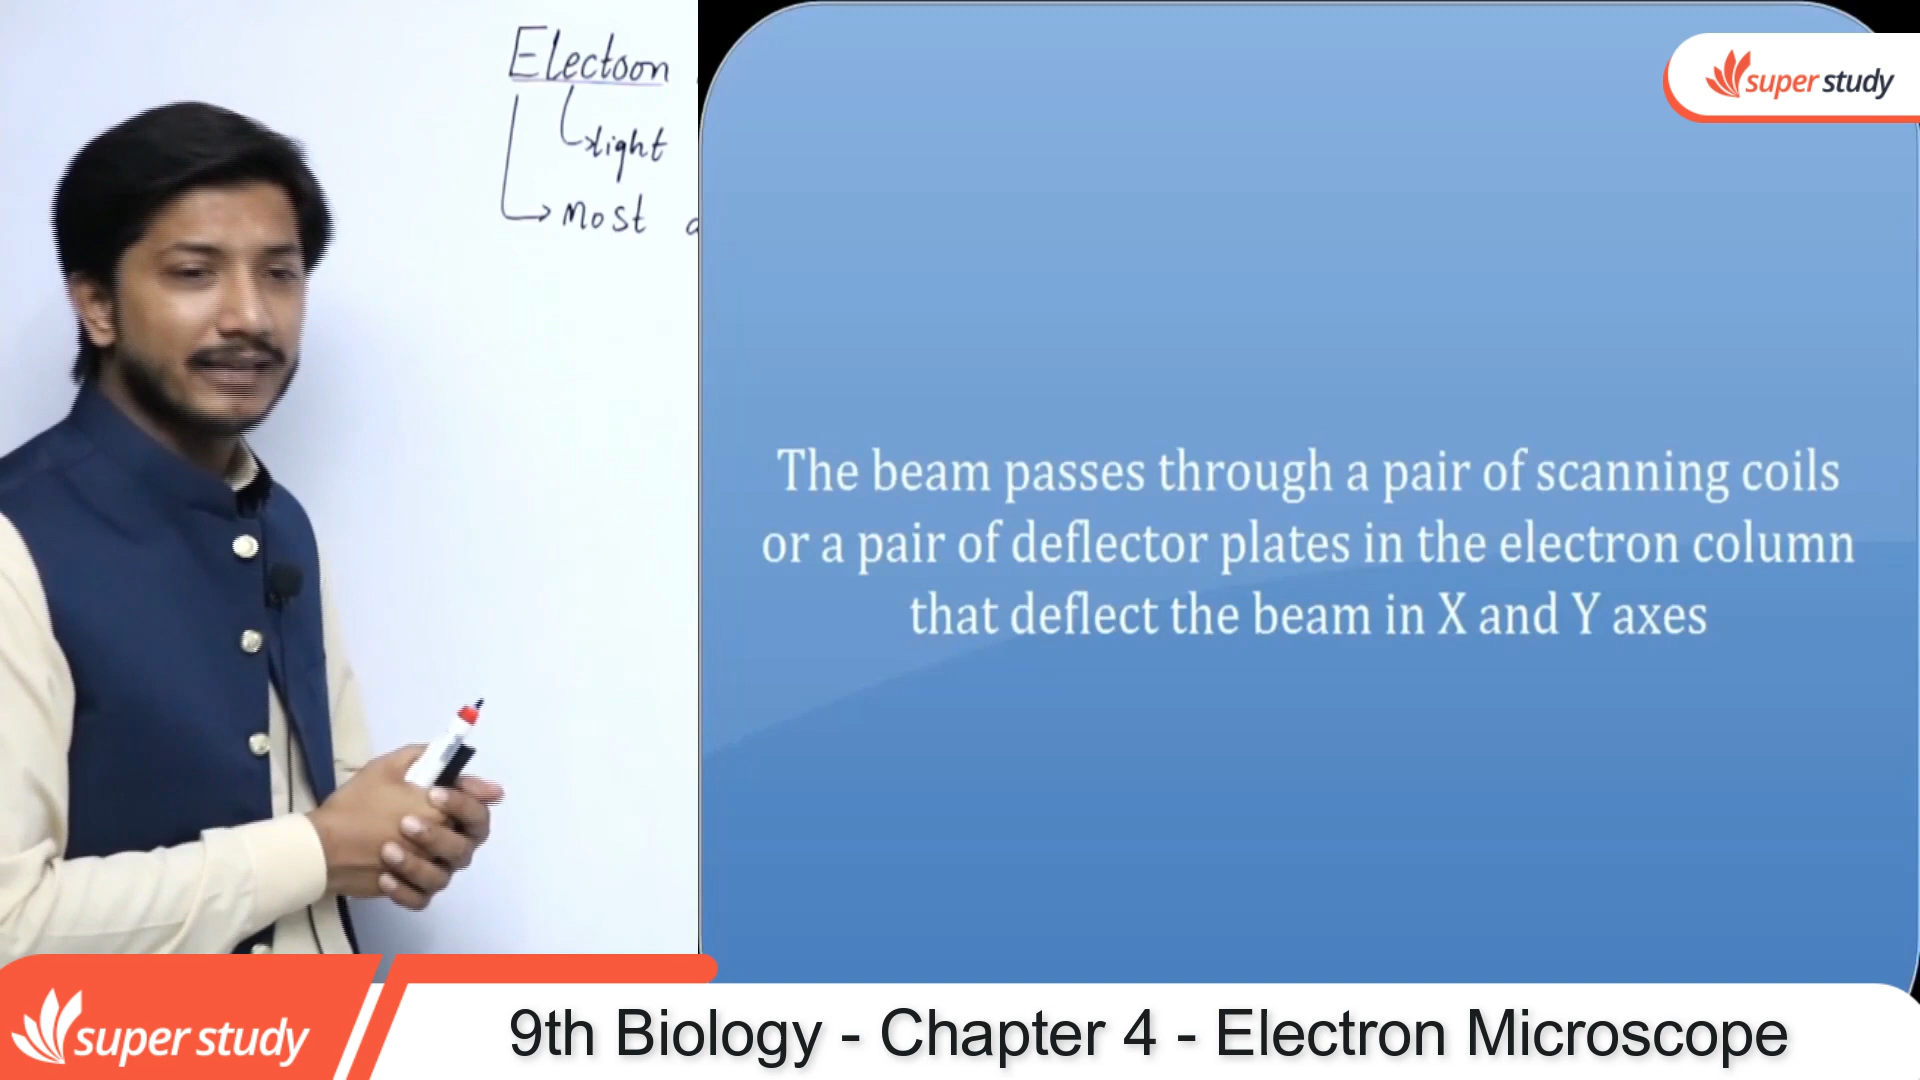 Electoon
light
most
super study
The beam passes through a pair of scanning coils
or a pair of deflector plates in the electron column
that deflect the beam in X and Y axes
super study
9th Biology - Chapter 4 - Electron Microscope